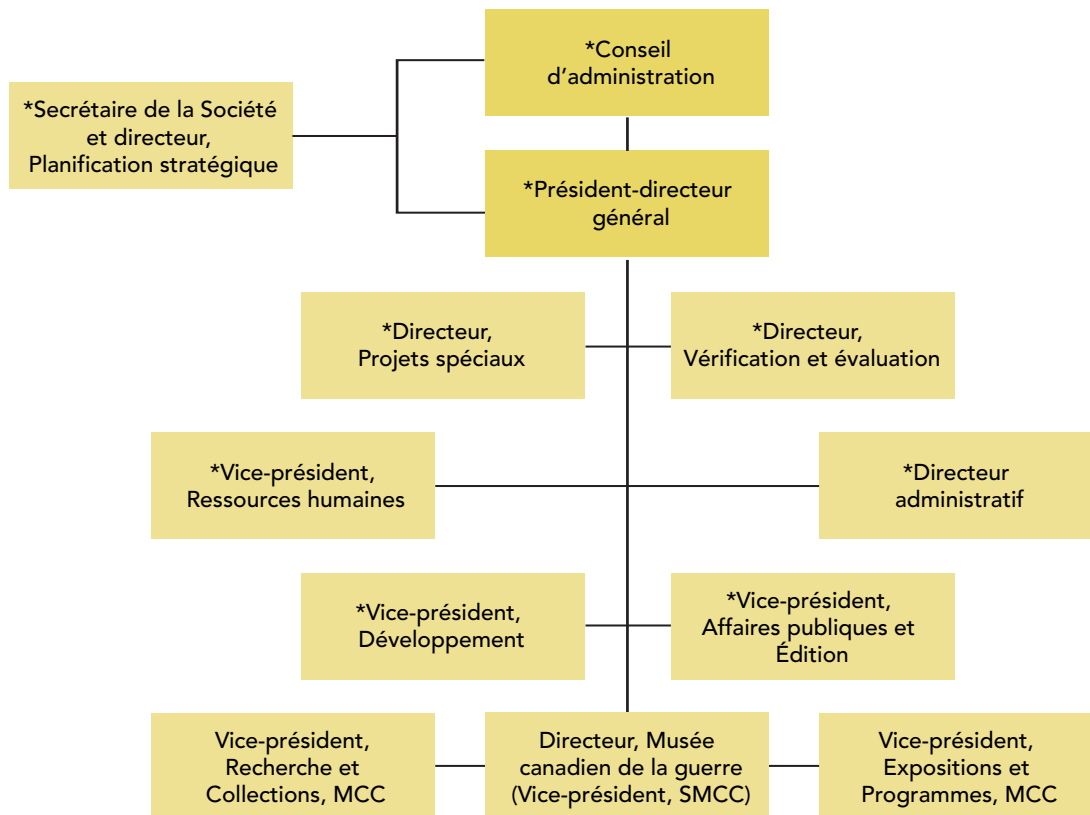 *Conseil
d’administration
*Secrétaire de la Société
et directeur,
Planification stratégique
*Président-directeur
général
*Directeur,
Projets spéciaux
*Directeur,
Vérification et évaluation
*Vice-président,
Ressources humaines
*Directeur
administratif
*Vice-président,
Développement
*Vice-président,
Affaires publiques et
Édition
Vice-président,
Recherche et
Collections, MCC
Directeur, Musée
canadien de la guerre
(Vice-président, SMCC)
Vice-président,
Expositions et
Programmes, MCC